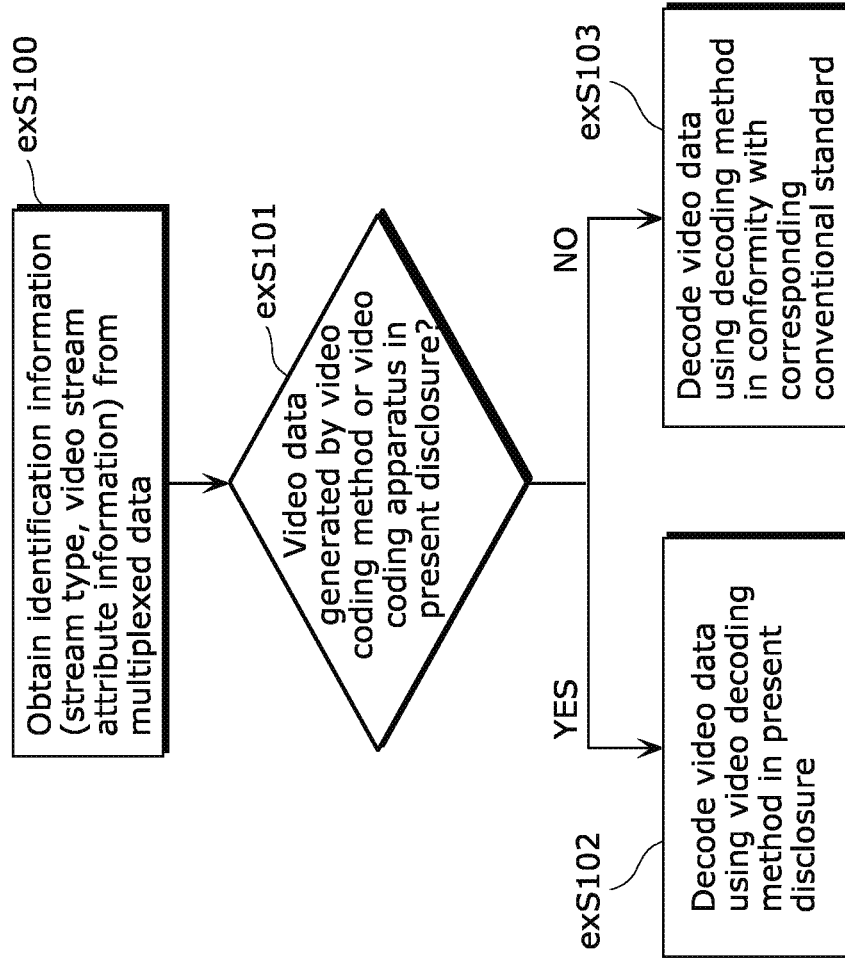 exS100
Obtain identification information
(stream type, video stream
attribute information) from
multiplexed data
exS101
Video data
generated by video
coding method or video
coding apparatus in
present disclosure?
YES
NO
exS102
Decode video data
using video decoding
method in present
disclosure
exS103
Decode video data
using decoding method
in conformity with
corresponding
conventional standard